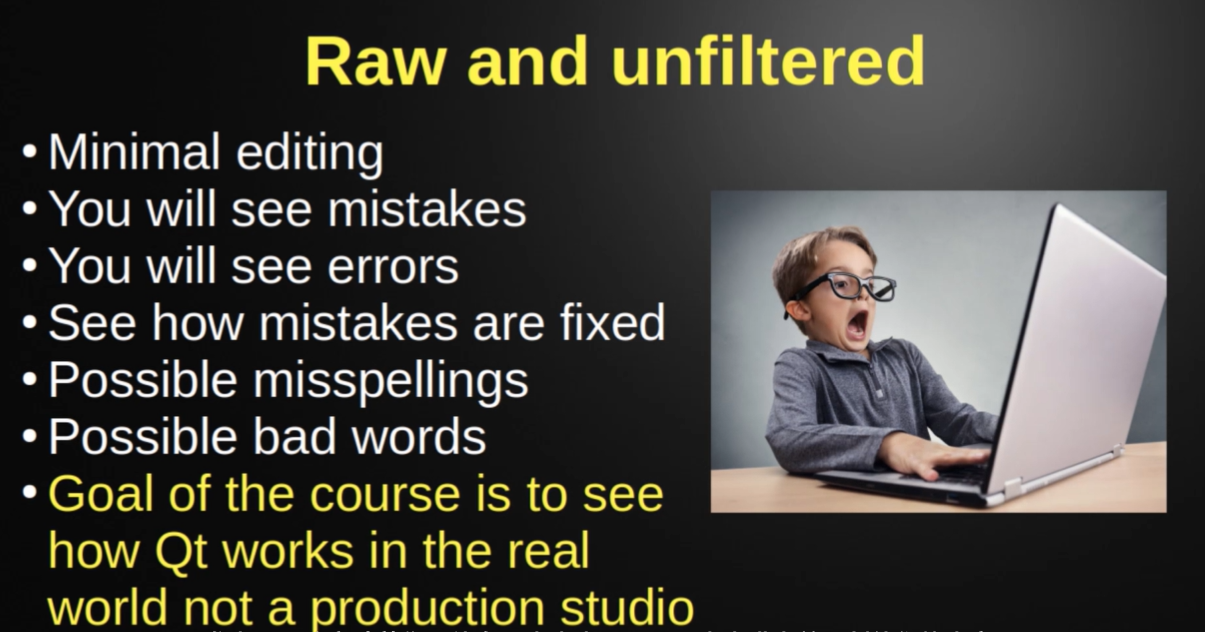 Raw and unfiltered
• Minimal editing
• You will see mistakes
• You will see errors
• See how mistakes are fixed
• Possible misspellings
• Possible bad words
• Goal of the course is to see
how Qt works in the real
world not a production studio